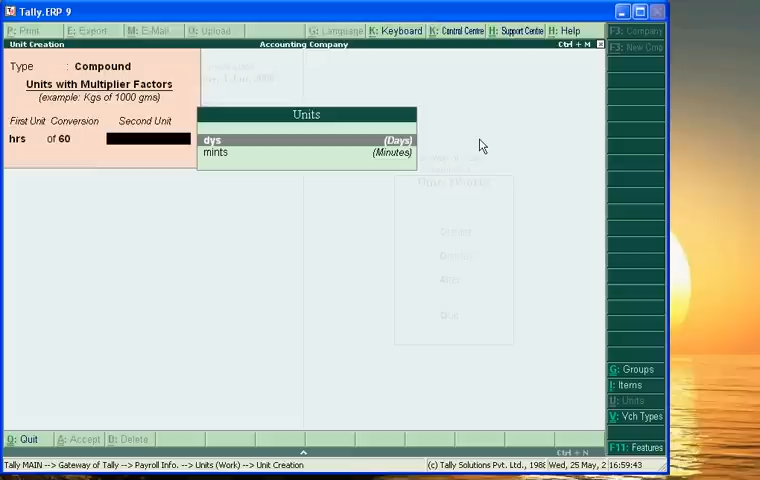 Tally.ERP 9
P: Print E: Export M: E-Mail O: Upload G: Language K: Keyboard K: Control Centre H: Support Centre H: Help F3: Company
Unit Creation Accounting Company Ctrl + M F3: New Cmp
Type : Compound
Units with Multiplier Factors
(example: Kgs of 1000 gms)
First Unit Conversion Second Unit
hrs of 60
Units
dys (Days)
mints (Minutes)
Create
Display
Alter
Quit
G: Groups
I: Items
U: Units
V: Vch Types
F11: Features
Q: Quit A: Accept D: Delete
Ctrl + N
Tally MAIN --> Gateway of Tally --> Payroll Info. --> Units (Work) --> Unit Creation (c) Tally Solutions Pvt. Ltd., 1988 Wed, 25 May, 2 16:59:43